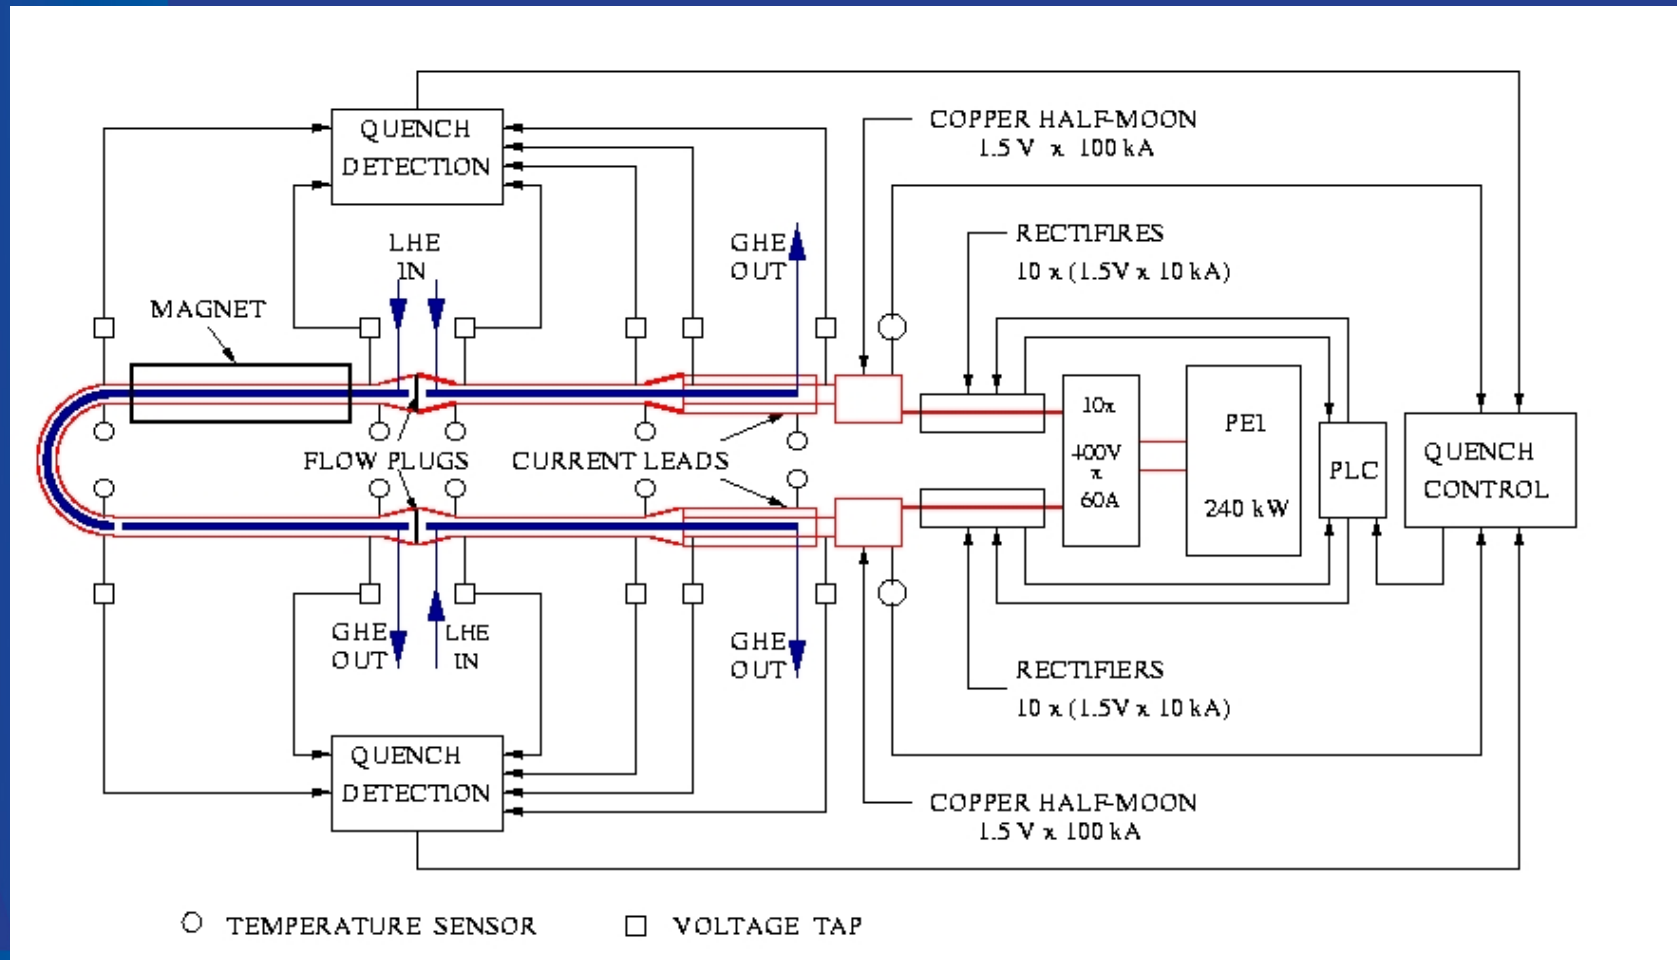 QUENCH
DETECTION
COPPER HALF-MOON
1.5 V x 100 kA
LHE
IN
GHE
OUT
RECTIFIRES
10 x (1.5V x 10 kA)
MAGNET
10x
400V
x
60A
PEI
240 kW
PLC
QUENCH
CONTROL
FLOW PLUGS
CURRENT LEADS
GHE
OUT
LHE
IN
GHE
OUT
RECTIFIERS
10 x (1.5V x 10 kA)
QUENCH
DETECTION
COPPER HALF-MOON
1.5 V x 100 kA
TEMPERATURE SENSOR
VOLTAGE TAP